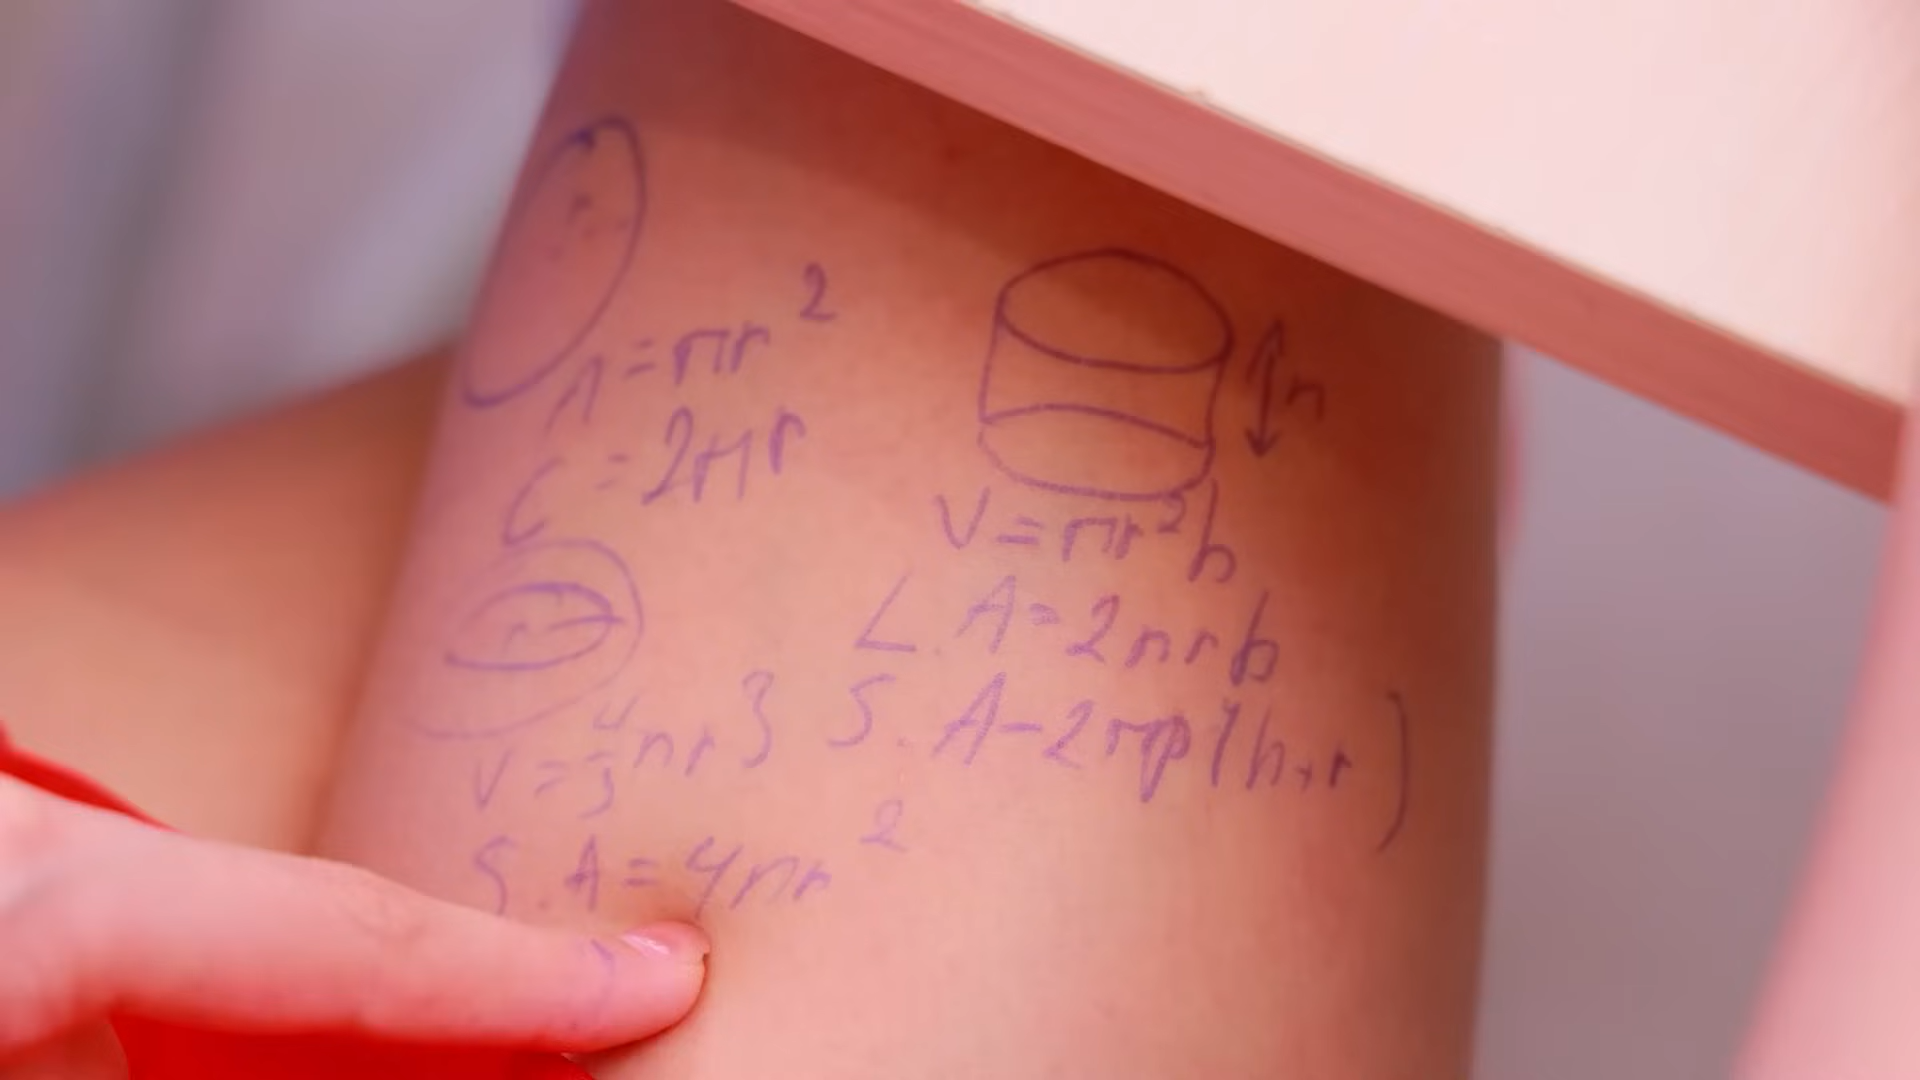 r
A=πr²
C=2πr
r
V=4/3πr³
S.A=4πr²
h
V=πr²h
L.A=2πrh
S.A-2πr(h+r)